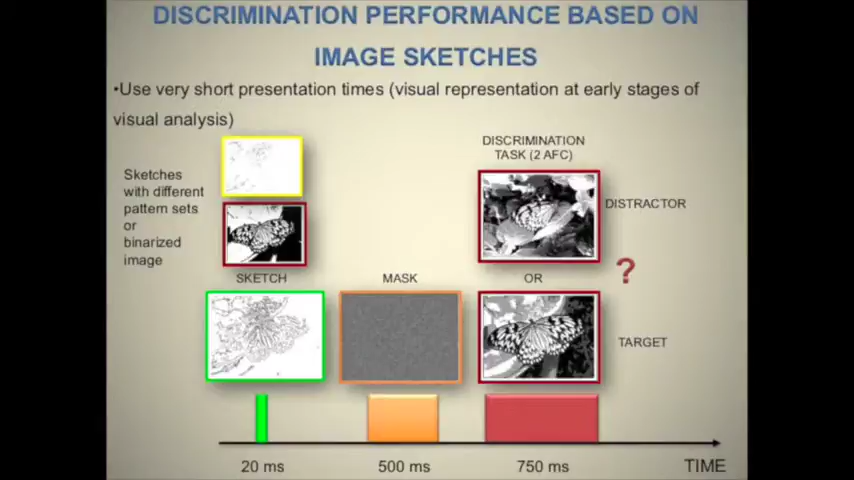 DISCRIMINATION PERFORMANCE BASED ON
IMAGE SKETCHES
•Use very short presentation times (visual representation at early stages of
visual analysis)
Sketches
with different
pattern sets
or
binarized
image
SKETCH
MASK
DISCRIMINATION
TASK (2 AFC)
DISTRACTOR
OR
?
TARGET
20 ms
500 ms
750 ms
TIME